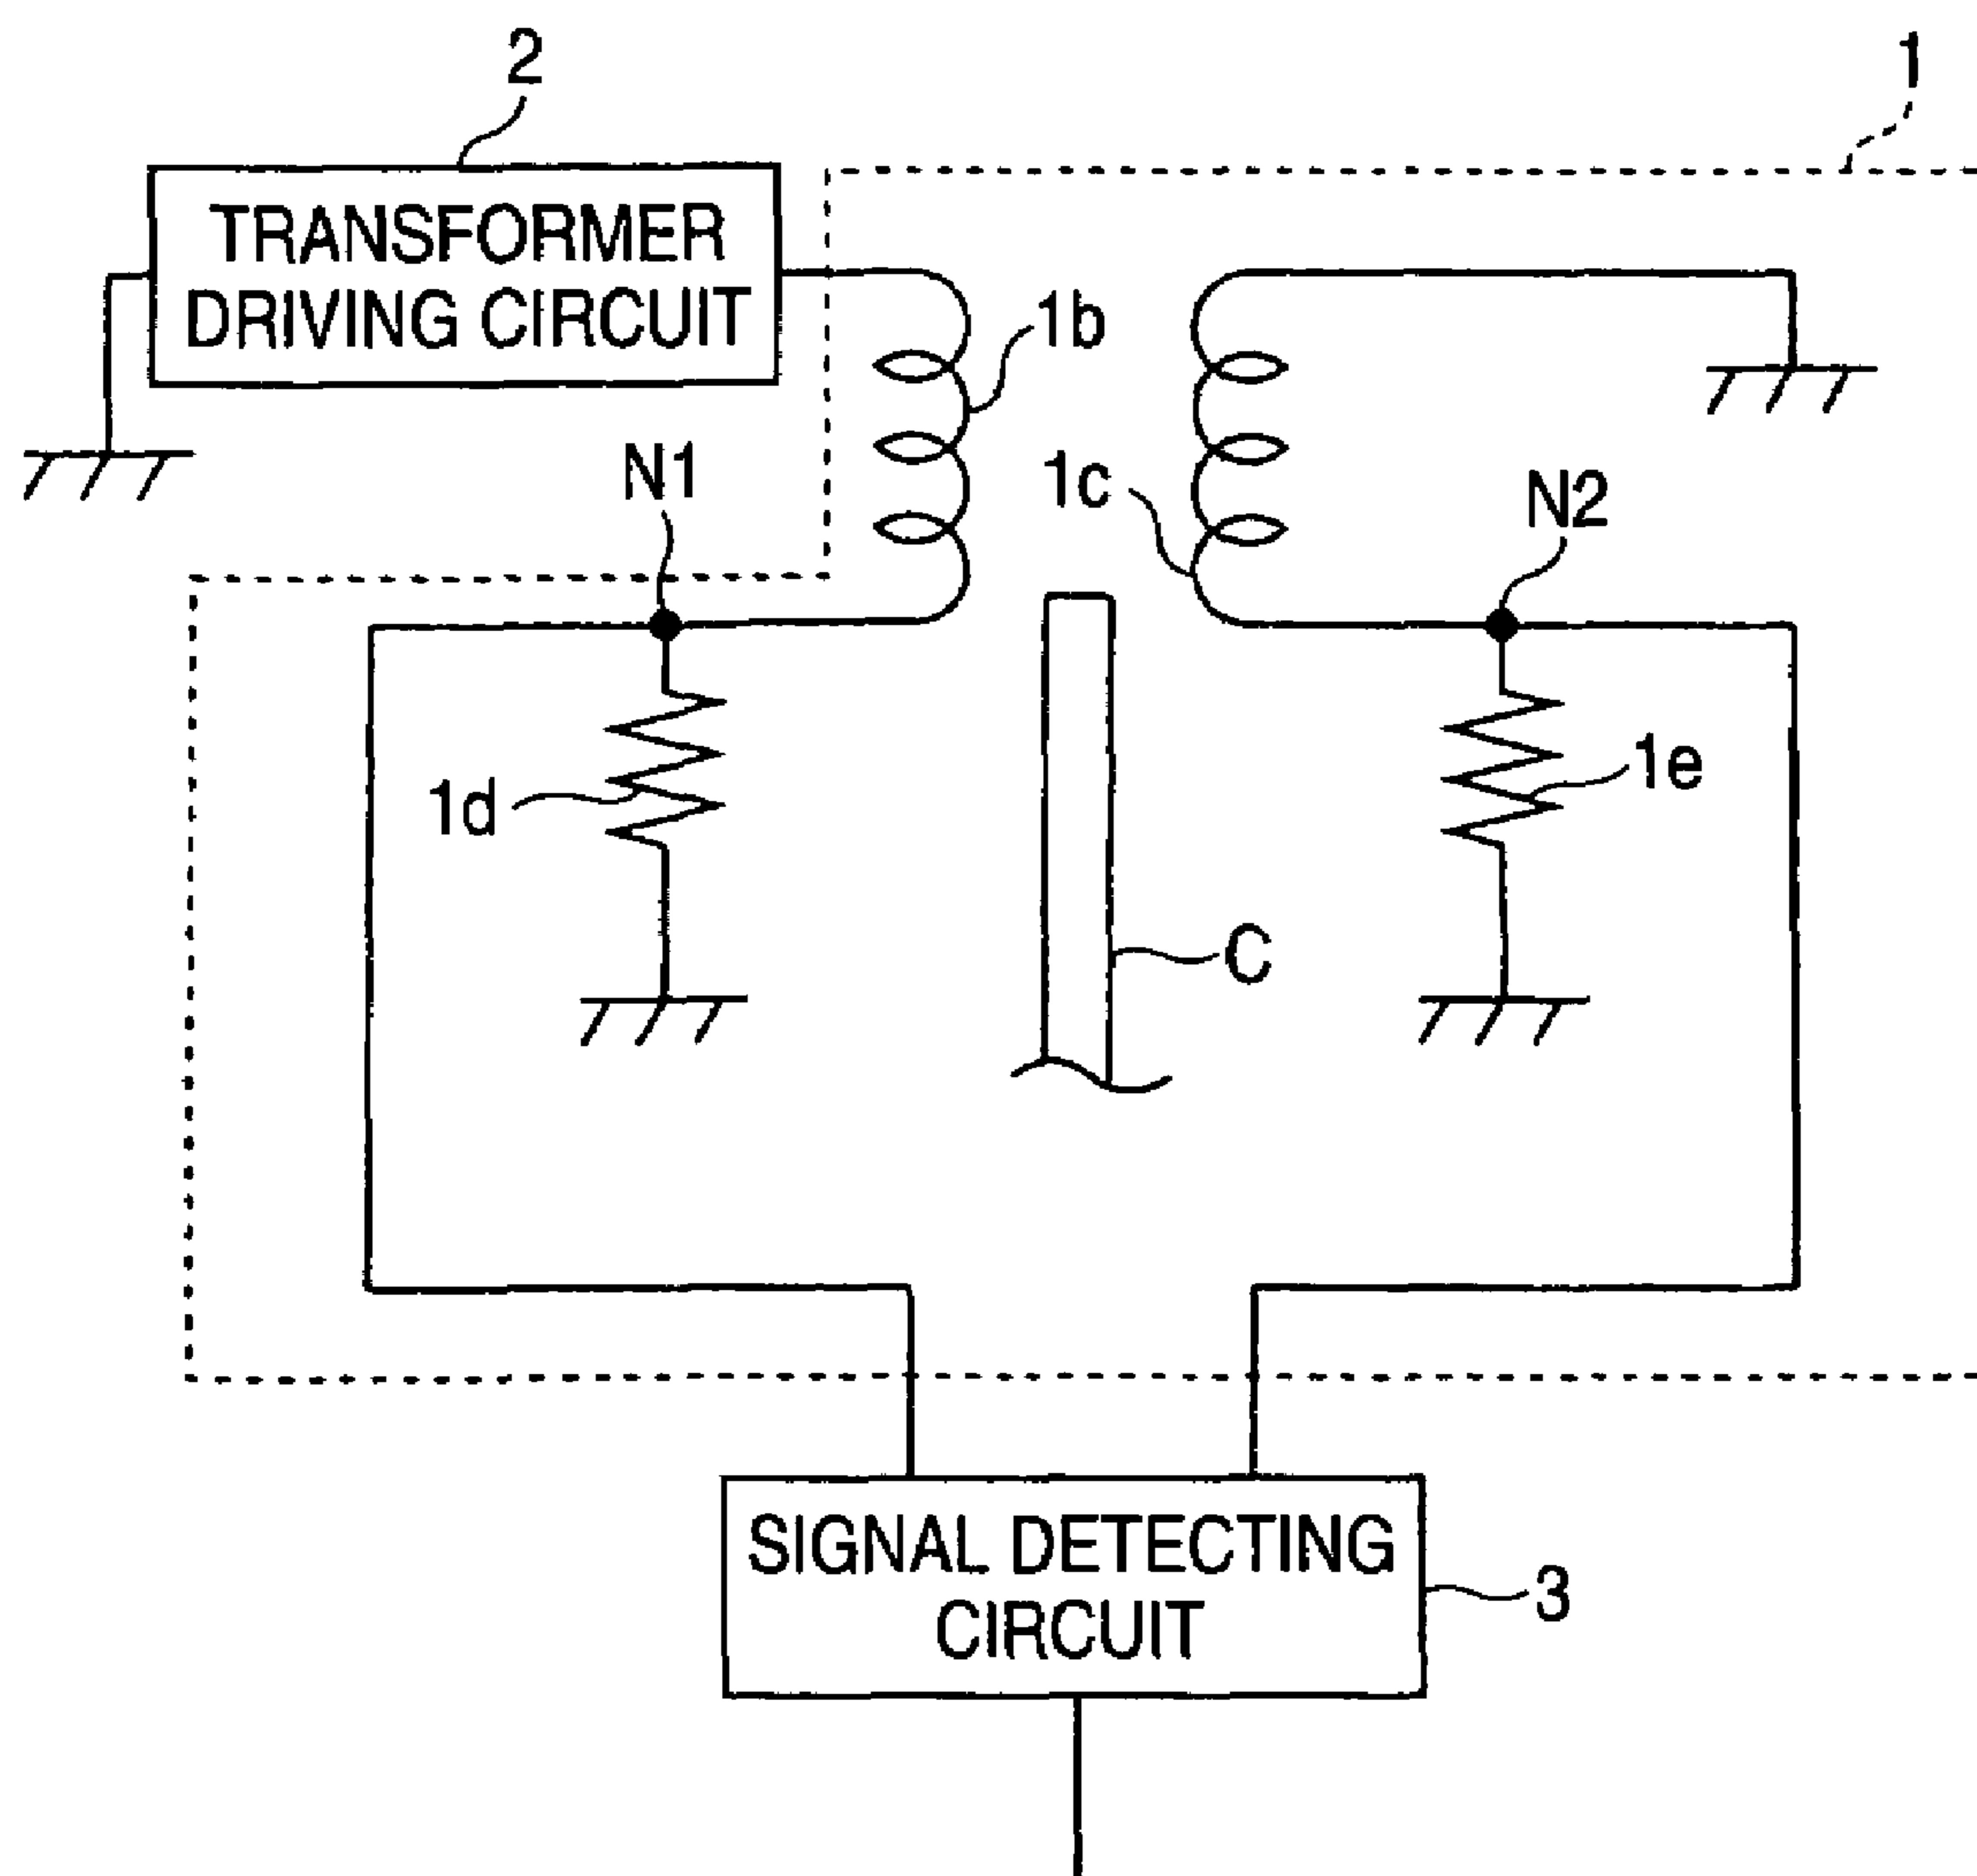 2
1
TRANSFORMER
DRIVING CIRCUIT
1b
N1
1c
N2
1d
1e
C
SIGNAL DETECTING
CIRCUIT
3